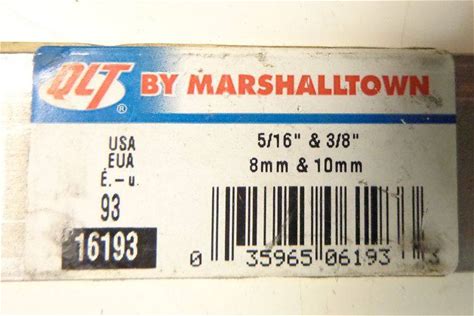 QLT® BY MARSHALLTOWN
USA
EUA
É.-u.
93
16193
5/16" & 3/8"
8mm & 10mm
0 35965 06193 3